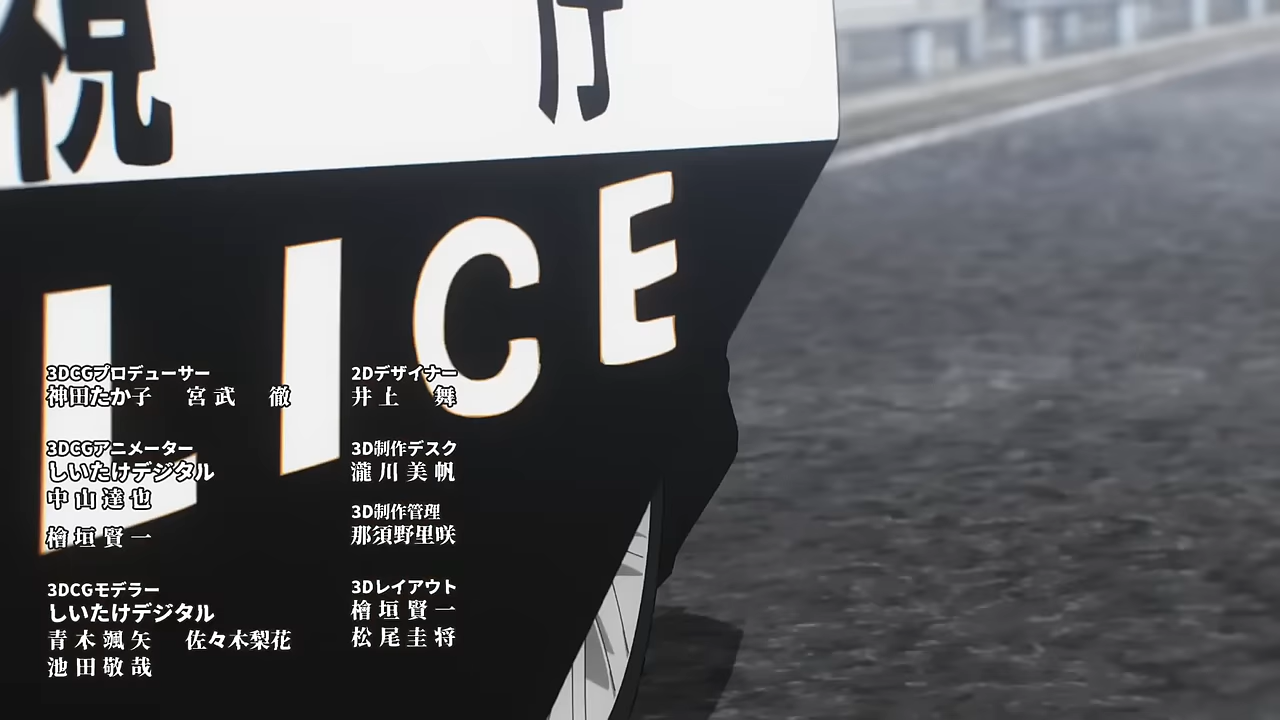 祝 庁
LICE
3DCGプロデューサー
神田たか子 宮武 徹
3DCGアニメーター
しいたけデジタル
中山達也
檜垣賢一
3DCGモデラー
しいたけデジタル
青木颯矢 佐々木梨花
池田敬哉
2Dデザイナー
井上 舞
3D制作デスク
瀧川美帆
3D制作管理
那須野里咲
3Dレイアウト
檜垣賢一
松尾圭将